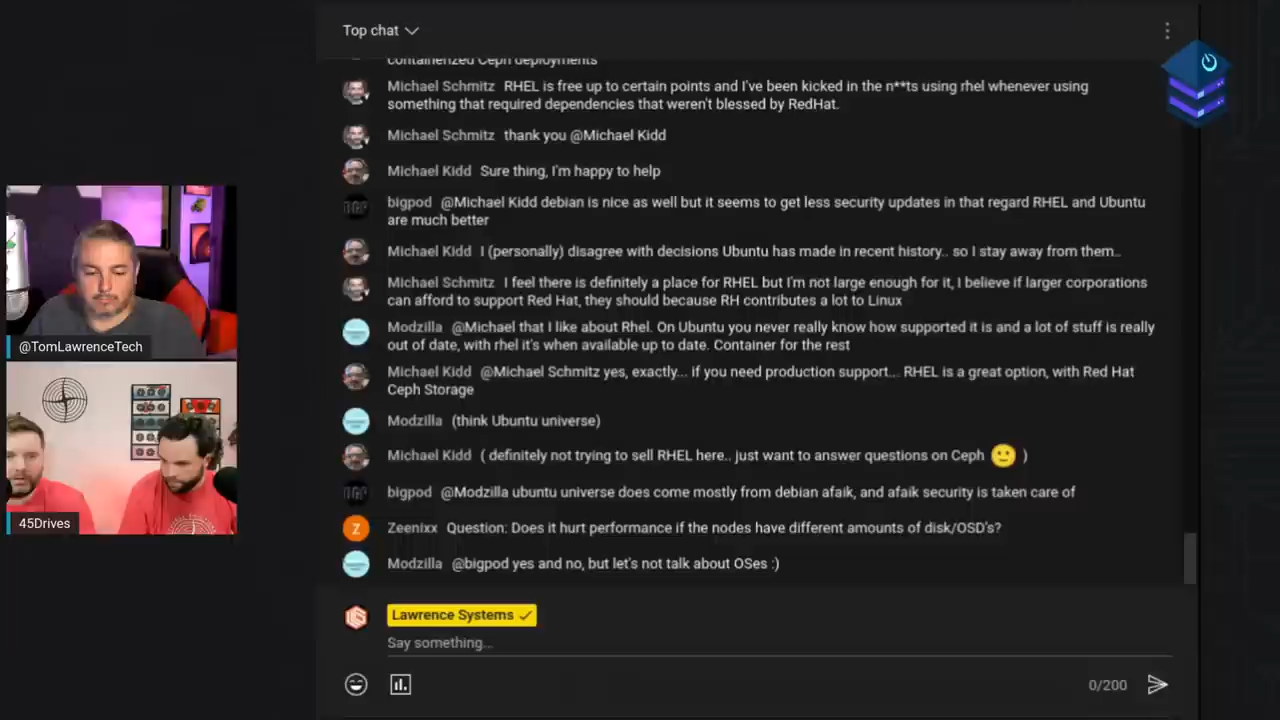 Top chat
containerized Ceph deployments
Michael Schmitz RHEL is free up to certain points and I've been kicked in the n**ts using rhel whenever using
something that required dependencies that weren't blessed by RedHat.
Michael Schmitz thank you @Michael Kidd
Michael Kidd Sure thing, I'm happy to help
bigpod @Michael Kidd debian is nice as well but it seems to get less security updates in that regard RHEL and Ubuntu
are much better
Michael Kidd I (personally) disagree with decisions Ubuntu has made in recent history.. so I stay away from them..
Michael Schmitz I feel there is definitely a place for RHEL but I'm not large enough for it, I believe if larger corporations
can afford to support Red Hat, they should because RH contributes a lot to Linux
Modzilla @Michael that I like about Rhel. On Ubuntu you never really know how supported it is and a lot of stuff is really
out of date, with rhel it's when available up to date. Container for the rest
Michael Kidd @Michael Schmitz yes, exactly... if you need production support... RHEL is a great option, with Red Hat
Ceph Storage
Modzilla (think Ubuntu universe)
Michael Kidd ( definitely not trying to sell RHEL here.. just want to answer questions on Ceph 🙂 )
bigpod @Modzilla ubuntu universe does come mostly from debian afaik, and afaik security is taken care of
Z Zeenixx Question: Does it hurt performance if the nodes have different amounts of disk/OSD's?
Modzilla @bigpod yes and no, but let's not talk about OSes :)
Lawrence Systems
Say something...
0/200
@TomLawrenceTech
45Drives